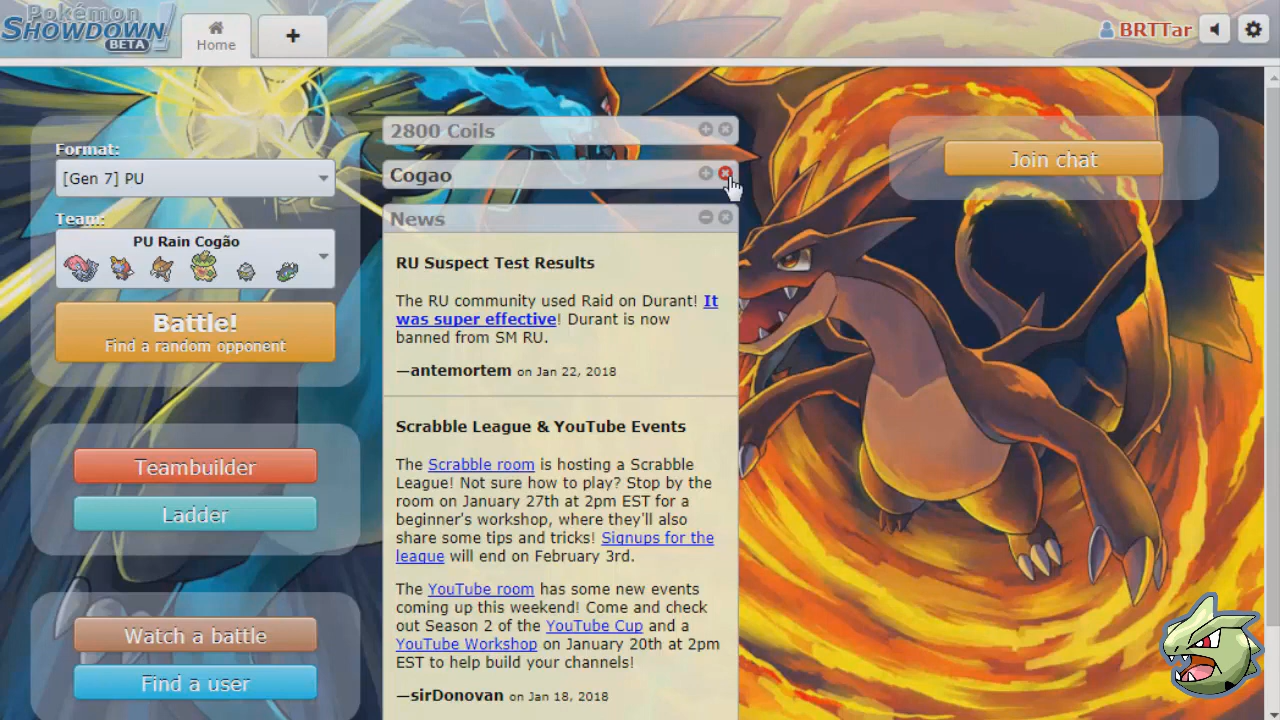 Pokémon
SHOWDOWN!
BETA
Home
BRTTar
Format:
[Gen 7] PU
Team:
PU Rain Cogão
Battle!
Find a random opponent
Teambuilder
Ladder
Watch a battle
Find a user
2800 Coils
Cogao
News
RU Suspect Test Results
The RU community used Raid on Durant! It
was super effective! Durant is now
banned from SM RU.
—antemortem on Jan 22, 2018
Scrabble League & YouTube Events
The Scrabble room is hosting a Scrabble
League! Not sure how to play? Stop by the
room on January 27th at 2pm EST for a
beginner's workshop, where they'll also
share some tips and tricks! Signups for the
league will end on February 3rd.
The YouTube room has some new events
coming up this weekend! Come and check
out Season 2 of the YouTube Cup and a
YouTube Workshop on January 20th at 2pm
EST to help build your channels!
—sirDonovan on Jan 18, 2018
Join chat